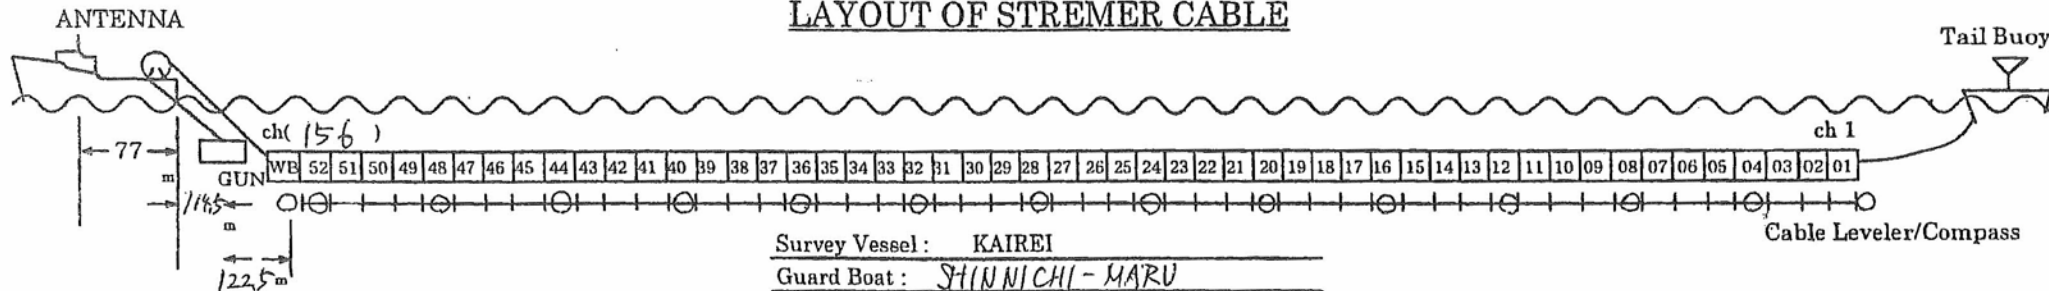 LAYOUT OF STREMER CABLE
ANTENNA
Tail Buoy
ch( 156 )
ch 1
77
m
GUN
WB 52 51 50 49 48 47 46 45 44 43 42 41 40 39 38 37 36 35 34 33 32 31 30 29 28 27 26 25 24 23 22 21 20 19 18 17 16 15 14 13 12 11 10 09 08 07 06 05 04 03 02 01
m
Cable Leveler/Compass
122,5 m
Survey Vessel : KAIREI
Guard Boat : SHINNICHI-MARU